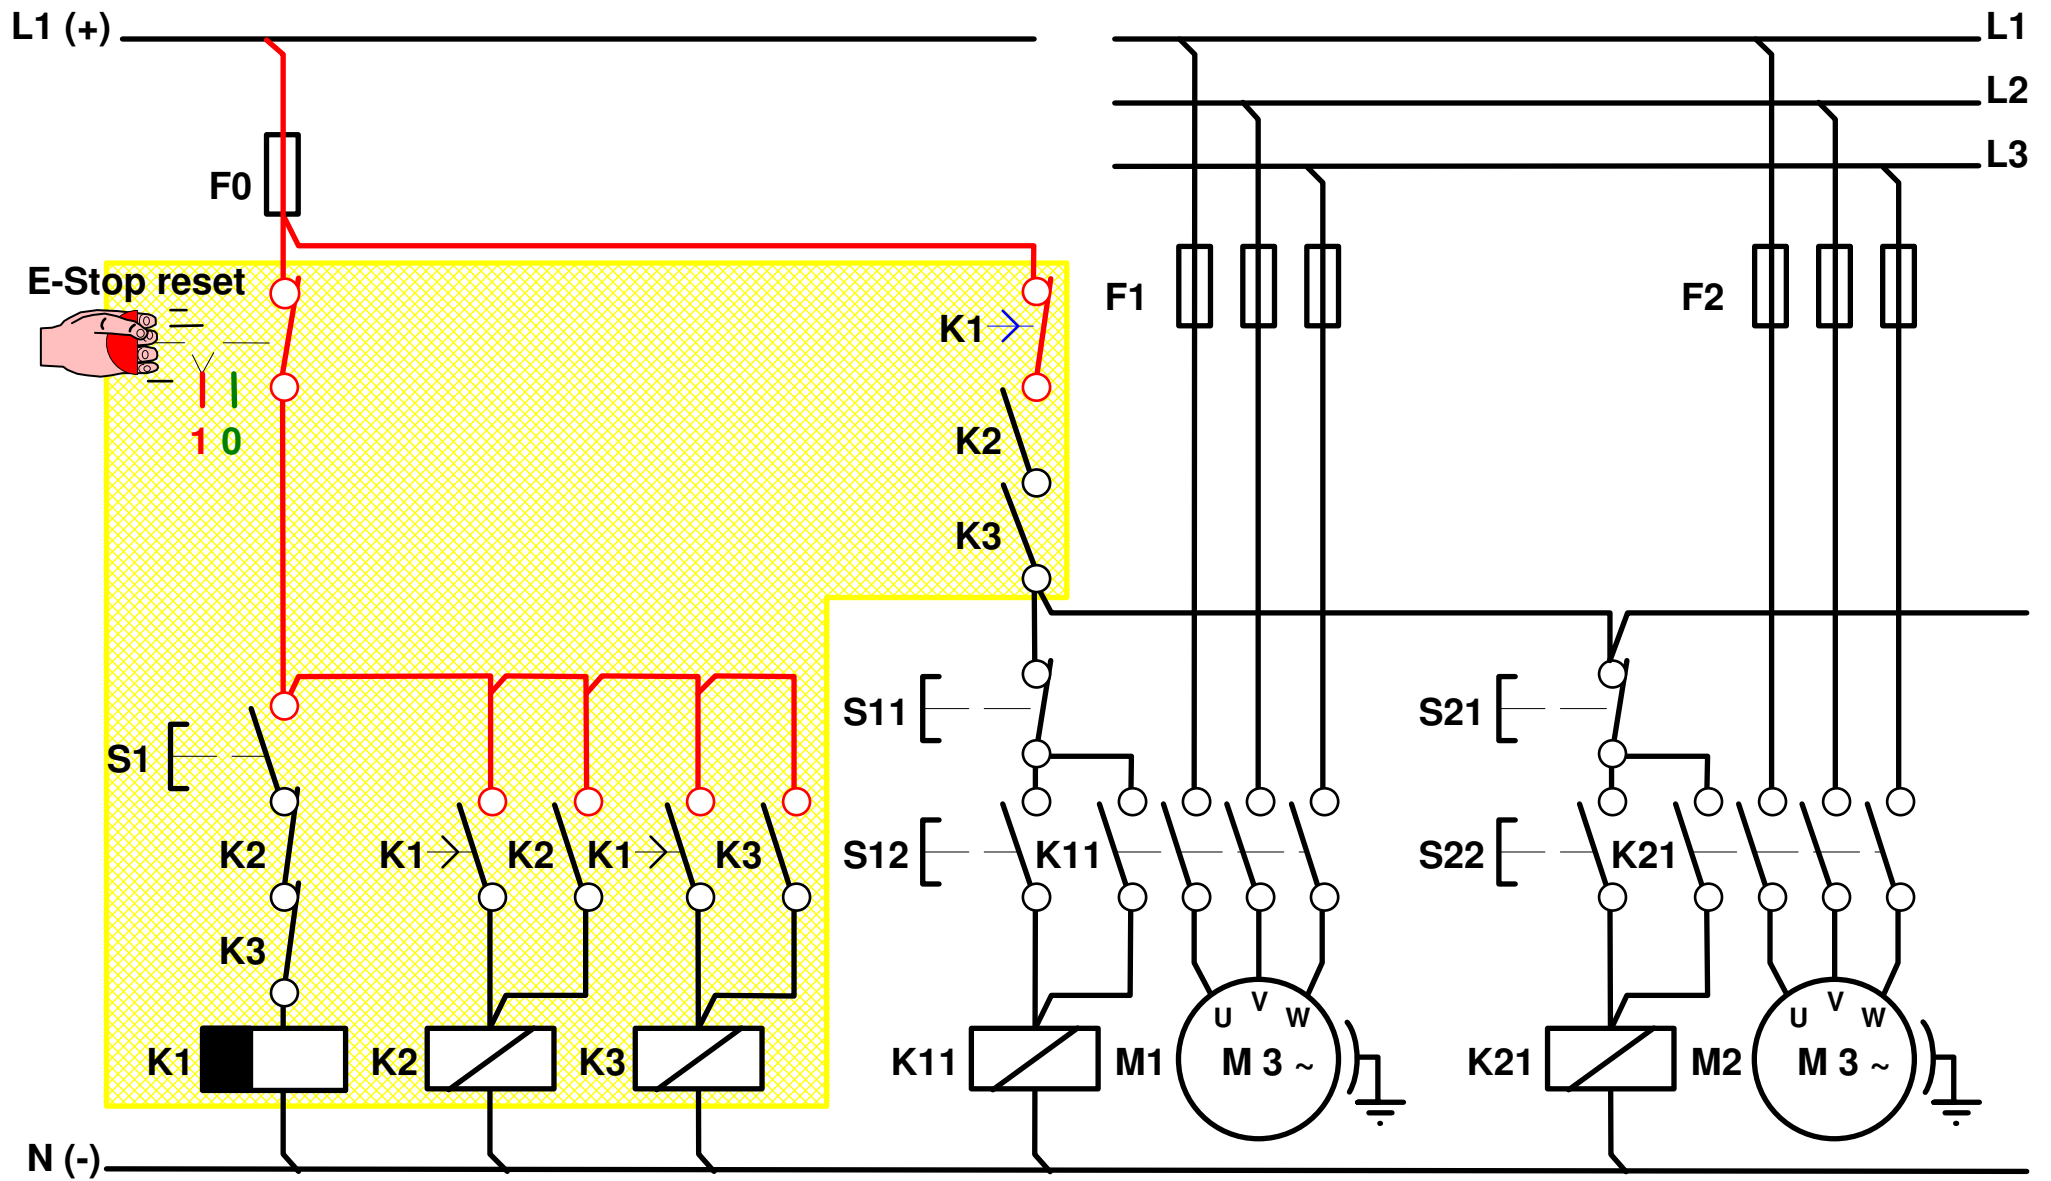 L1 (+)
L1
L2
L3
F0
E-Stop reset
F1
F2
K1
1 0
K2
K3
S11
S21
S1
K2
K1
K2
K1
K3
S12
K11
S22
K21
K3
U
V
W
U
V
W
K1
K2
K3
K11
M1
M 3 ~
K21
M2
M 3 ~
N (-)